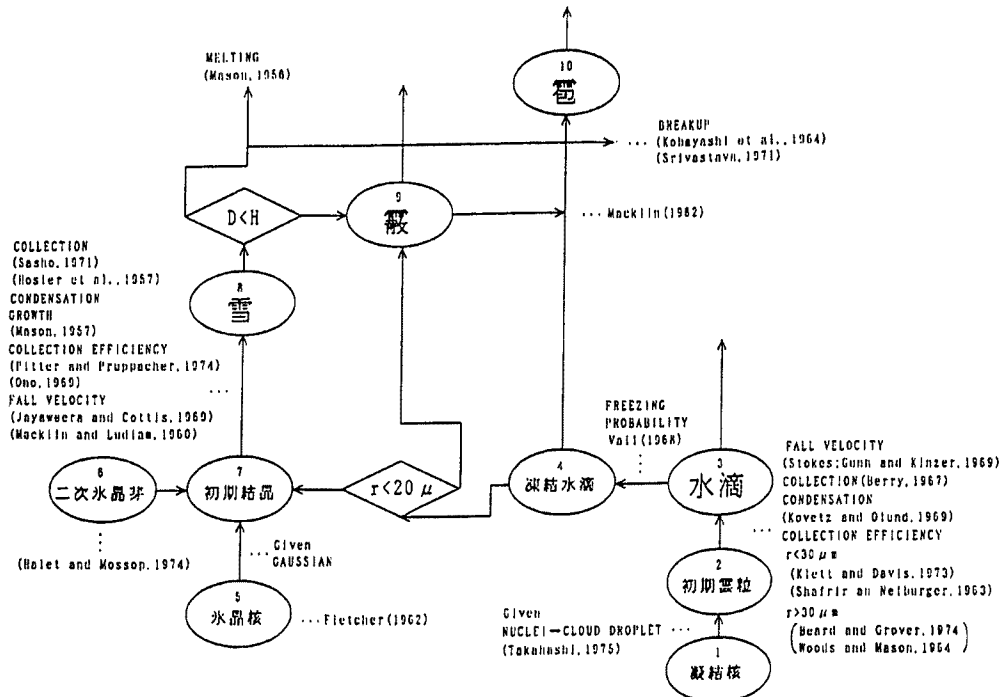 MELTING
(Mason, 1956)
10
雹
BREAKUP
(Kobayashi et al., 1964)
(Srivastava, 1971)
9
霰
D<H
...Macklin(1962)
COLLECTION
(Sasho, 1971)
(Hosler et al., 1957)
CONDENSATION
GROWTH
(Mason, 1957)
COLLECTION EFFICIENCY
(Pitter and Pruppacher, 1974)
(Ono, 1969)
FALL VELOCITY
(Jayaweera and Cottis, 1969)
(Macklin and Ludlam, 1960)
8
雪
6
二次氷晶芽
7
初期結晶
r<20 μ
4
凍結水滴
FREEZING
PROBABILITY
Vali(1968)
3
水滴
FALL VELOCITY
(Stokes;Gunn and Kinzer, 1969)
COLLECTION(Berry, 1967)
CONDENSATION
(Kovetz and Olund, 1969)
COLLECTION EFFICIENCY
r<30 μm
(Klett and Davis, 1973)
(Shafrir an Neiburger, 1963)
r>30 μm
(Beard and Grover, 1974)
(Woods and Mason, 1964)
(Halet and Mossop, 1974)
...Given
GAUSSIAN
5
氷晶核
...Fletcher(1962)
2
初期雲粒
Given
NUCLEI→CLOUD DROPLET ...
(Takahashi, 1975)
1
凝結核